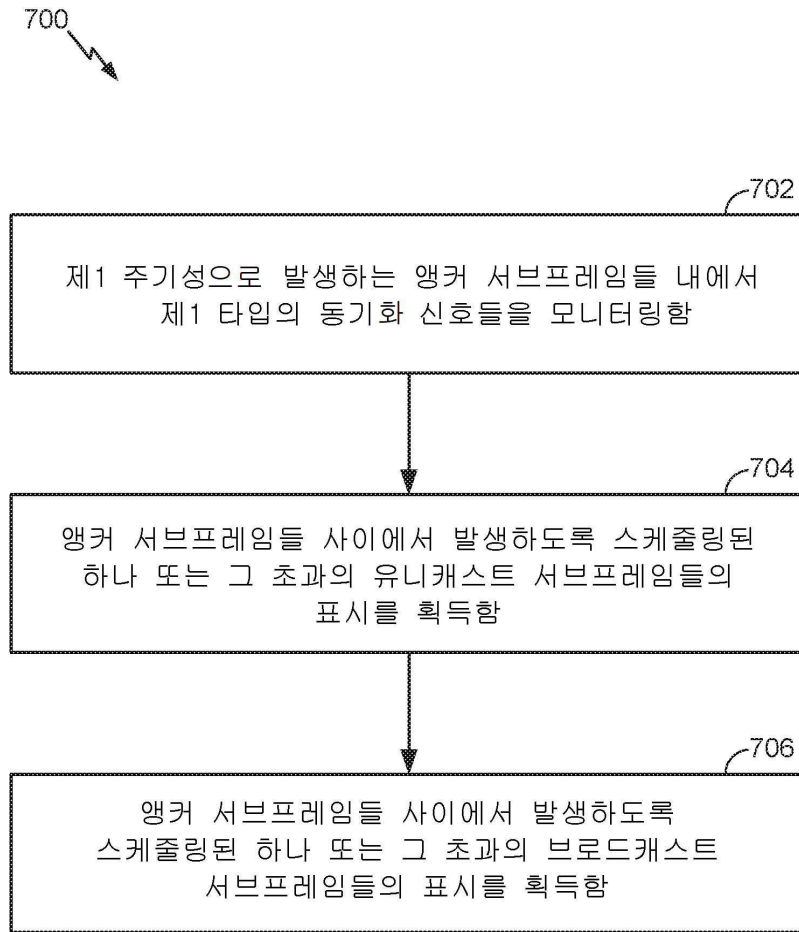 700
702
제1 주기성으로 발생하는 앵커 서브프레임들 내에서
제1 타입의 동기화 신호들을 모니터링함
704
앵커 서브프레임들 사이에서 발생하도록 스케줄링된
하나 또는 그 초과의 유니캐스트 서브프레임들의
표시를 획득함
706
앵커 서브프레임들 사이에서 발생하도록
스케줄링된 하나 또는 그 초과의 브로드캐스트
서브프레임들의 표시를 획득함